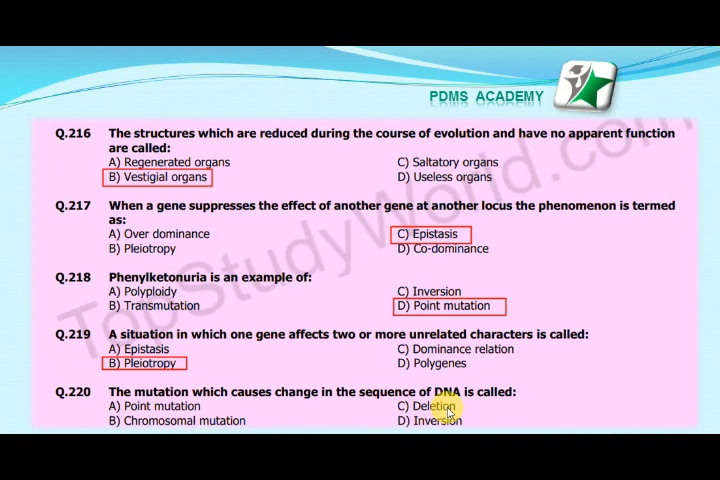 PDMS ACADEMY
Q.216 The structures which are reduced during the course of evolution and have no apparent function
are called:
A) Regenerated organs C) Saltatory organs
B) Vestigial organs D) Useless organs
Q.217 When a gene suppresses the effect of another gene at another locus the phenomenon is termed
as:
A) Over dominance C) Epistasis
B) Pleiotropy D) Co-dominance
Q.218 Phenylketonuria is an example of:
A) Polyploidy C) Inversion
B) Transmutation D) Point mutation
Q.219 A situation in which one gene affects two or more unrelated characters is called:
A) Epistasis C) Dominance relation
B) Pleiotropy D) Polygenes
Q.220 The mutation which causes change in the sequence of DNA is called:
A) Point mutation C) Deletion
B) Chromosomal mutation D) Inversion
TopStudyWorld.com